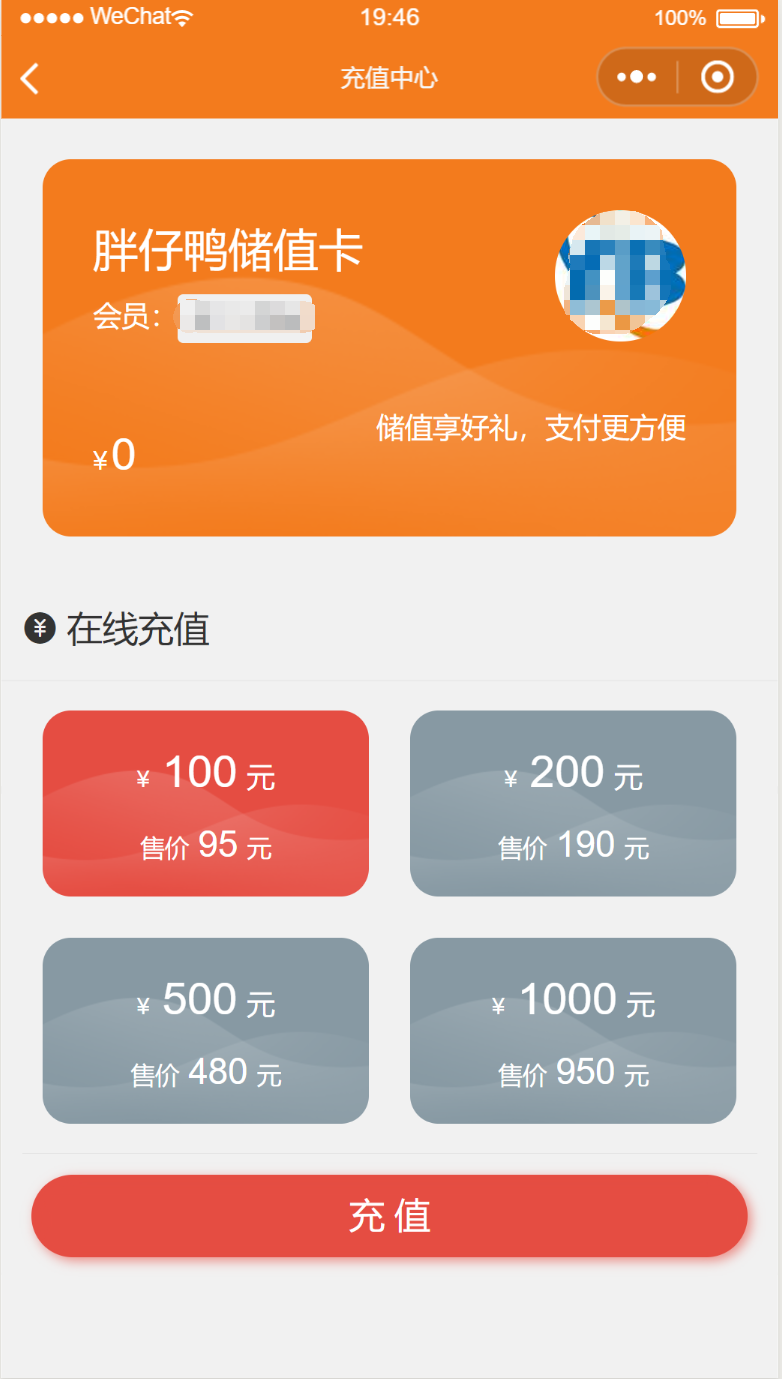 WeChat 19:46 100%
充值中心
胖仔鸭储值卡
会员：
储值享好礼，支付更方便
¥0
¥ 在线充值
¥ 100 元
售价 95 元
¥ 200 元
售价 190 元
¥ 500 元
售价 480 元
¥ 1000 元
售价 950 元
充 值